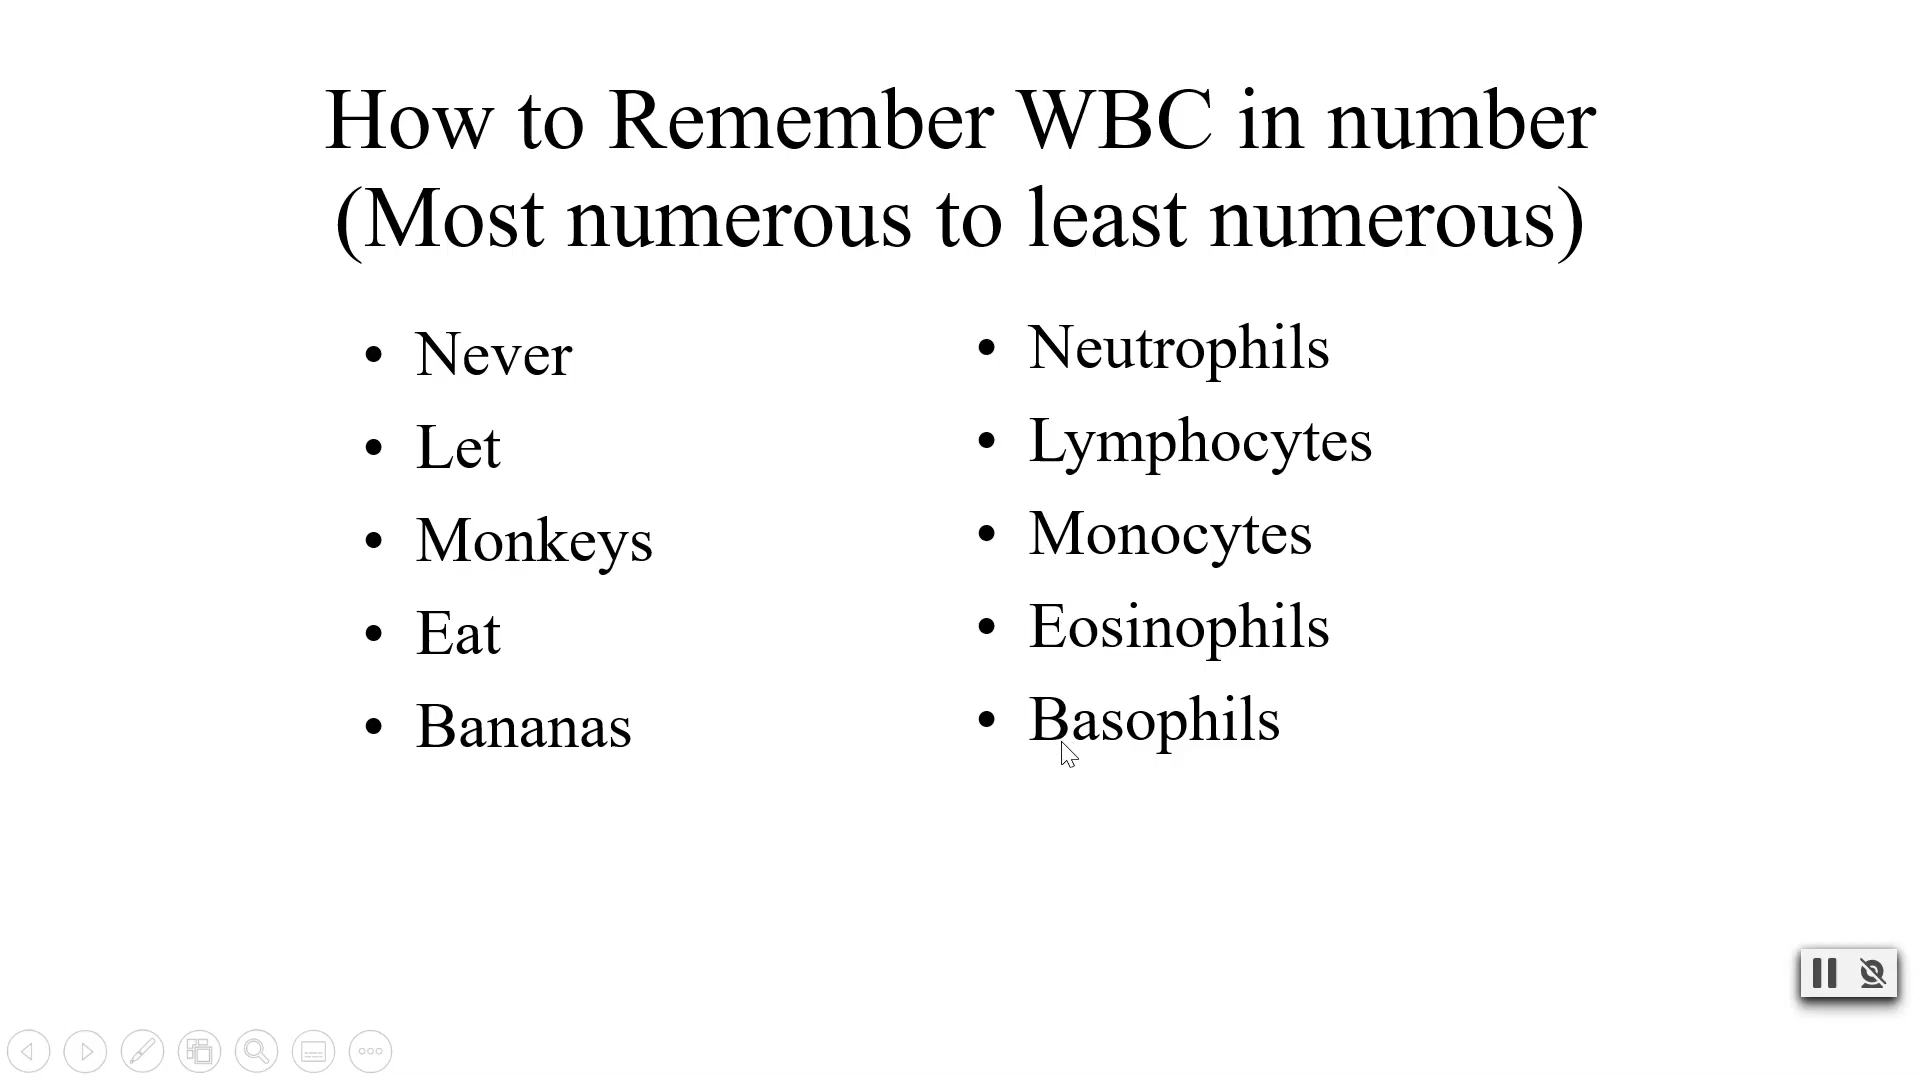 How to Remember WBC in number
(Most numerous to least numerous)
• Never
• Let
• Monkeys
• Eat
• Bananas
• Neutrophils
• Lymphocytes
• Monocytes
• Eosinophils
• Basophils